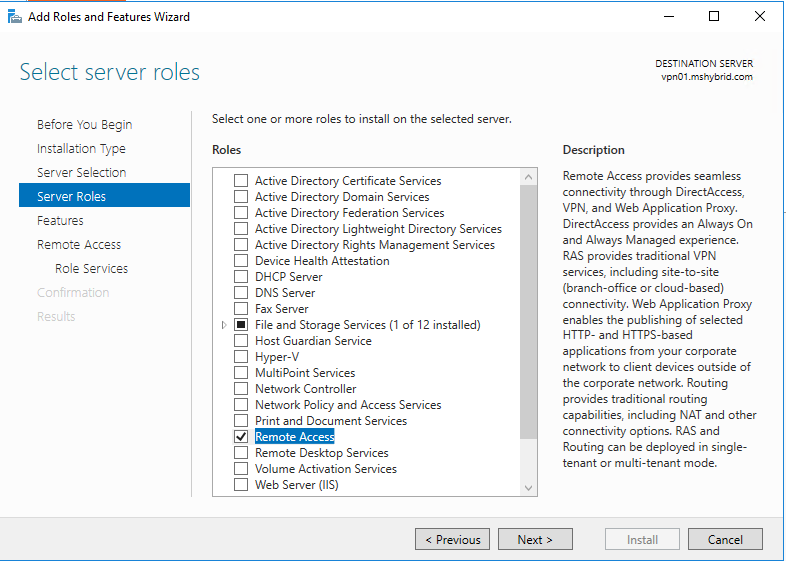 Add Roles and Features Wizard
Select server roles
DESTINATION SERVER
vpn01.mshybrid.com
Before You Begin
Installation Type
Server Selection
Server Roles
Features
Remote Access
Role Services
Confirmation
Results
Select one or more roles to install on the selected server.
Roles
Active Directory Certificate Services
Active Directory Domain Services
Active Directory Federation Services
Active Directory Lightweight Directory Services
Active Directory Rights Management Services
Device Health Attestation
DHCP Server
DNS Server
Fax Server
File and Storage Services (1 of 12 installed)
Host Guardian Service
Hyper-V
MultiPoint Services
Network Controller
Network Policy and Access Services
Print and Document Services
Remote Access
Remote Desktop Services
Volume Activation Services
Web Server (IIS)
Description
Remote Access provides seamless
connectivity through DirectAccess,
VPN, and Web Application Proxy.
DirectAccess provides an Always On
and Always Managed experience.
RAS provides traditional VPN
services, including site-to-site
(branch-office or cloud-based)
connectivity. Web Application Proxy
enables the publishing of selected
HTTP- and HTTPS-based
applications from your corporate
network to client devices outside of
the corporate network. Routing
provides traditional routing
capabilities, including NAT and other
connectivity options. RAS and
Routing can be deployed in single-
tenant or multi-tenant mode.
< Previous
Next >
Install
Cancel